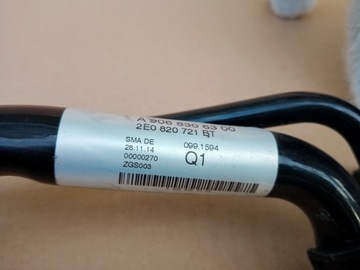 A 906 830 63 00
2E0 820 721 BT
SMA DE 099.1594
28.11.14 Q1
00000270
ZGS003